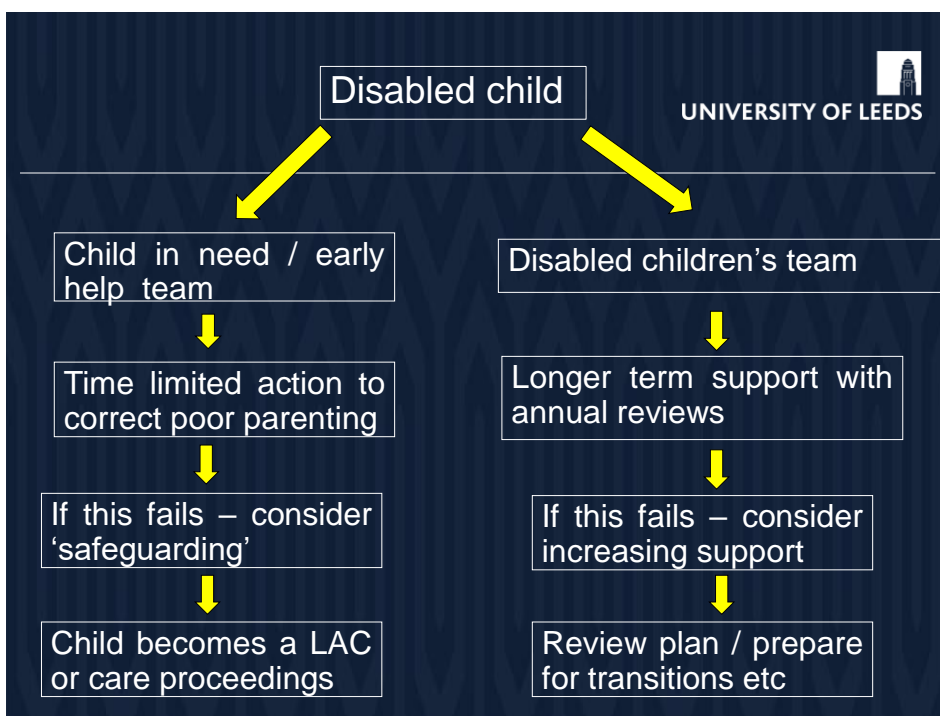 Disabled child
UNIVERSITY OF LEEDS
Child in need / early
help team
Time limited action to
correct poor parenting
If this fails – consider
‘safeguarding’
Child becomes a LAC
or care proceedings
Disabled children’s team
Longer term support with
annual reviews
If this fails – consider
increasing support
Review plan / prepare
for transitions etc